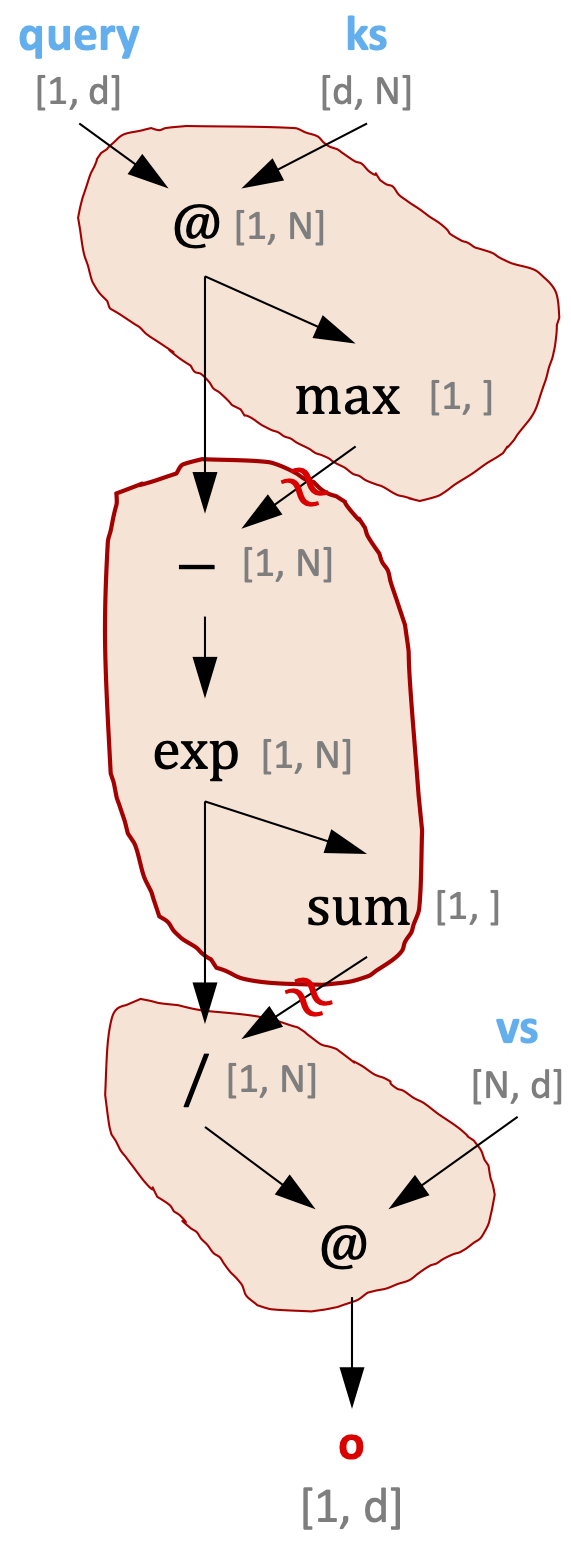 query ks
[1, d] [d, N]
@ [1, N]
max [1, ]
– [1, N]
exp [1, N]
sum [1, ]
vs
/ [1, N] [N, d]
@
o
[1, d]